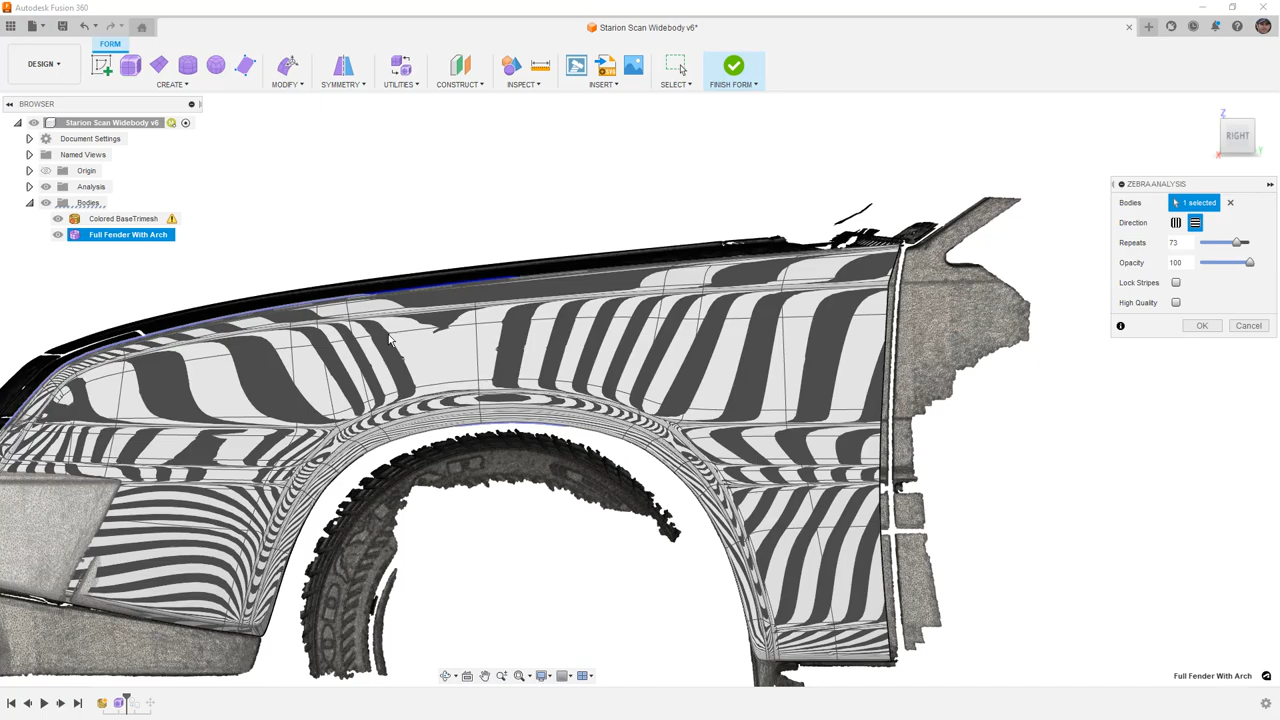 Autodesk Fusion 360
Starion Scan Widebody v6*
FORM
DESIGN
CREATE
MODIFY
SYMMETRY
UTILITIES
CONSTRUCT
INSPECT
INSERT
SELECT
FINISH FORM
BROWSER
Starion Scan Widebody v6
Document Settings
Named Views
Origin
Analysis
Bodies
Colored BaseTrimesh
Full Fender With Arch
Z
RIGHT
X
Y
ZEBRA ANALYSIS
Bodies
1 selected
Direction
Repeats
73
Opacity
100
Lock Stripes
High Quality
OK
Cancel
Full Fender With Arch